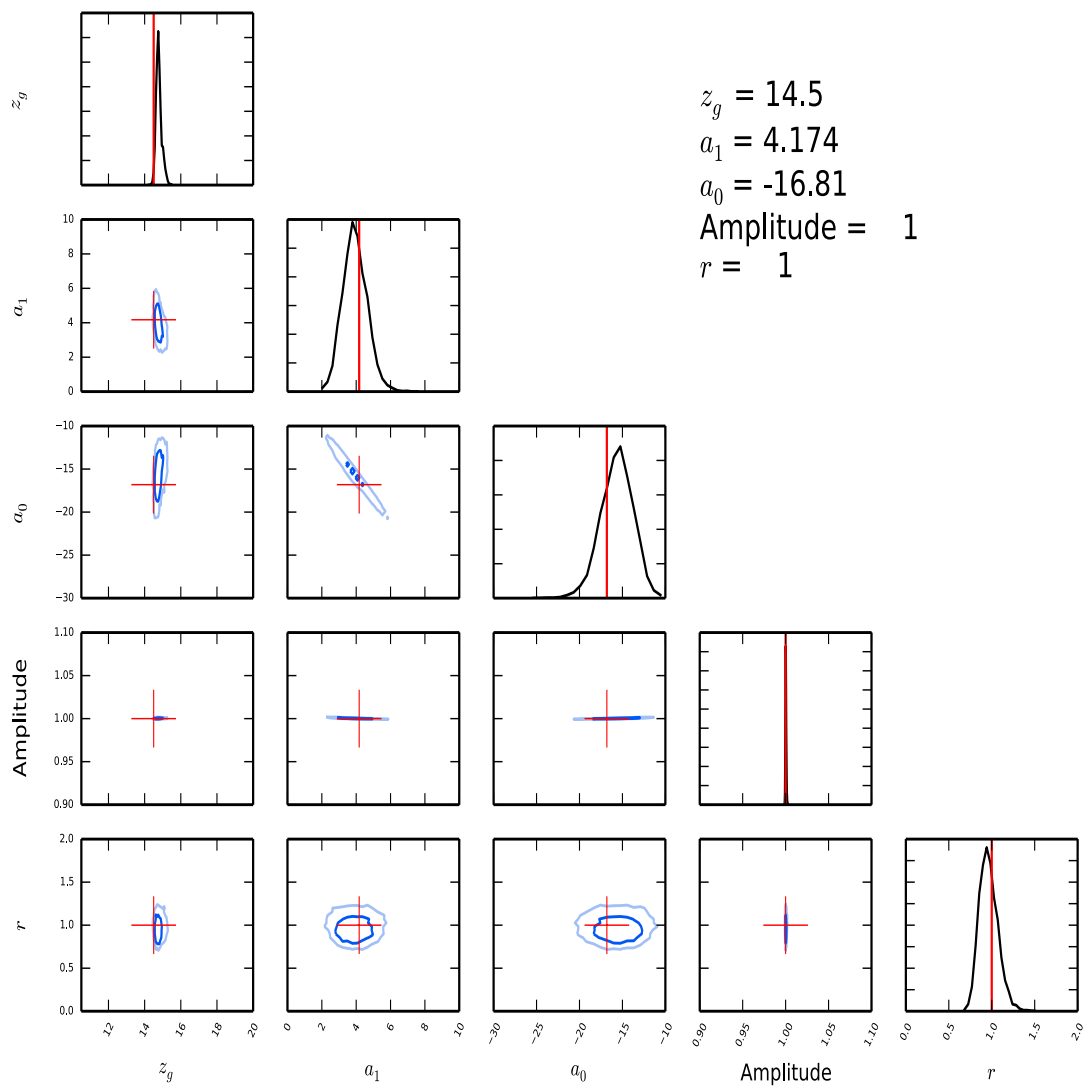 z_g
z_g = 14.5
a_1 = 4.174
a_0 = -16.81
Amplitude = 1
r = 1
10
8
6
4
2
0
a_1
−10
−15
−20
−25
−30
a_0
1.10
1.05
1.00
0.95
0.90
Amplitude
2.0
1.5
1.0
0.5
0.0
r
12 14 16 18 20 0 2 4 6 8 10 −30 −25 −20 −15 −10 0.90 0.95 1.00 1.05 1.10 0.0 0.5 1.0 1.5 2.0
z_g a_1 a_0 Amplitude r